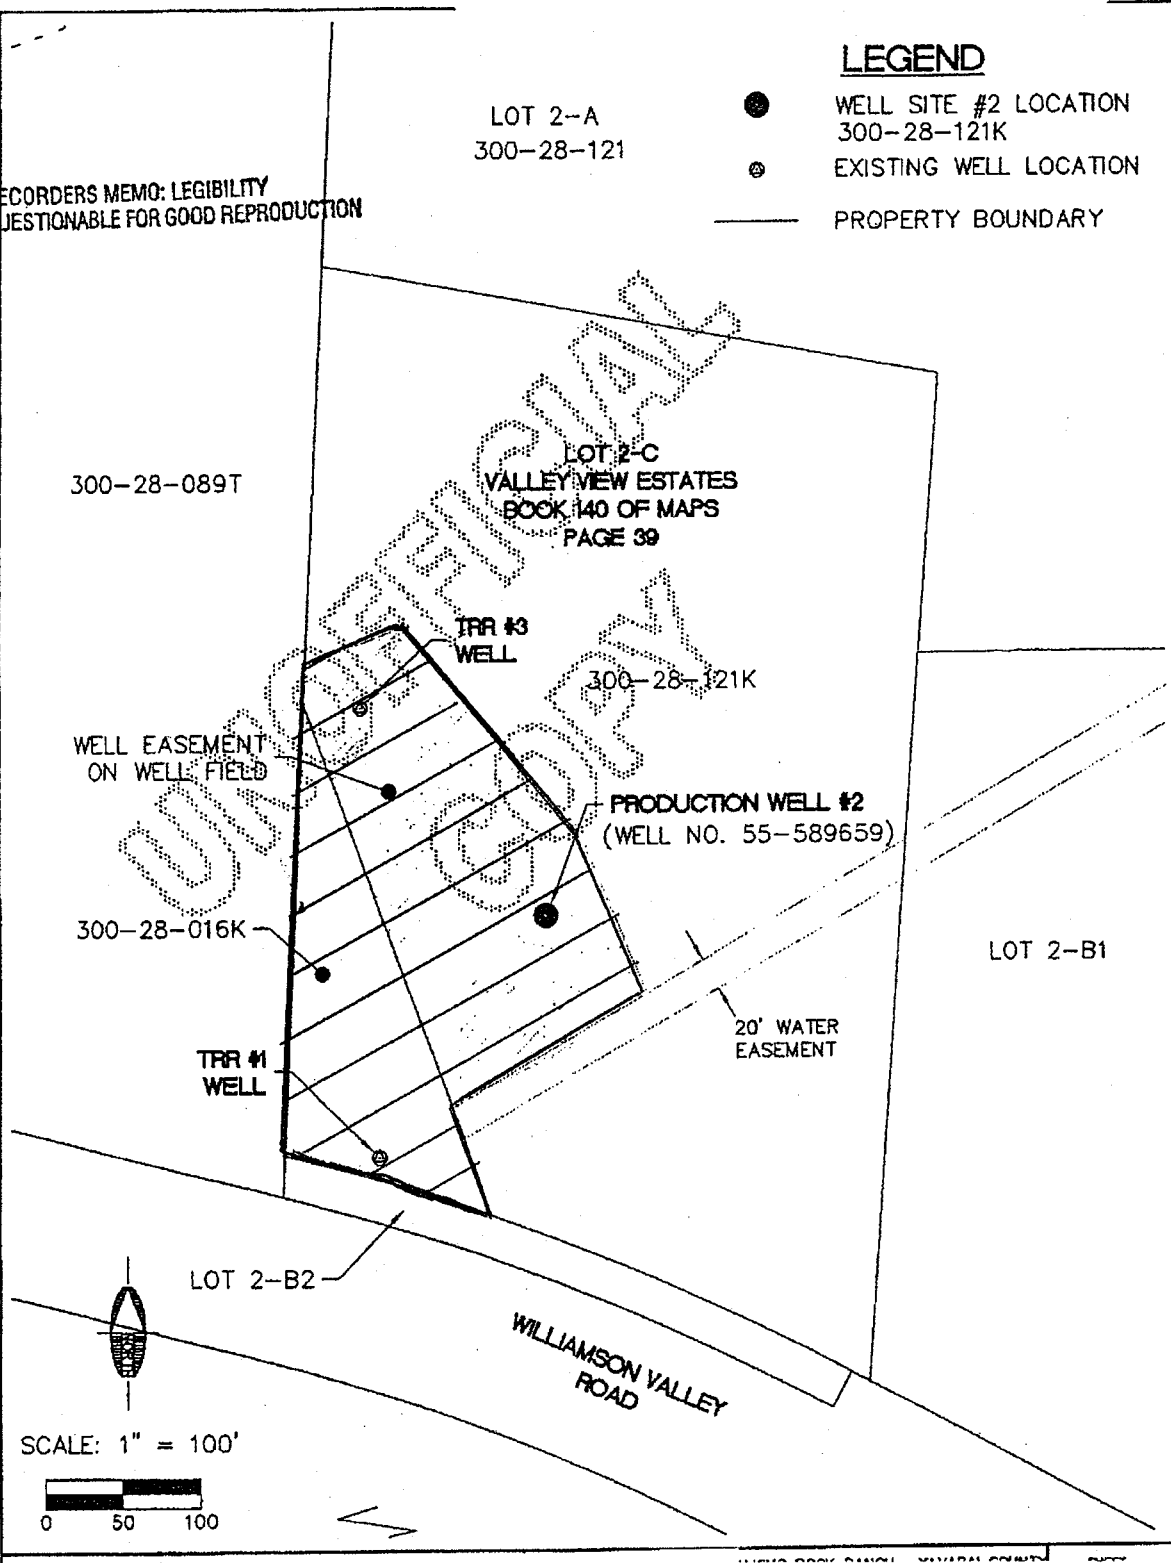 LEGEND
WELL SITE #2 LOCATION
300-28-121K
EXISTING WELL LOCATION
PROPERTY BOUNDARY
LOT 2-A
300-28-121
ECORDERS MEMO: LEGIBILITY
UESTIONABLE FOR GOOD REPRODUCTION
UNOFFICIAL
COPY
300-28-089T
LOT 2-C
VALLEY VIEW ESTATES
BOOK 140 OF MAPS
PAGE 39
TRR #3
WELL
300-28-121K
WELL EASEMENT
ON WELL FIELD
PRODUCTION WELL #2
(WELL NO. 55-589659)
300-28-016K
LOT 2-B1
20' WATER
EASEMENT
TRR #1
WELL
LOT 2-B2
WILLIAMSON VALLEY
ROAD
SCALE: 1" = 100'
0 50 100